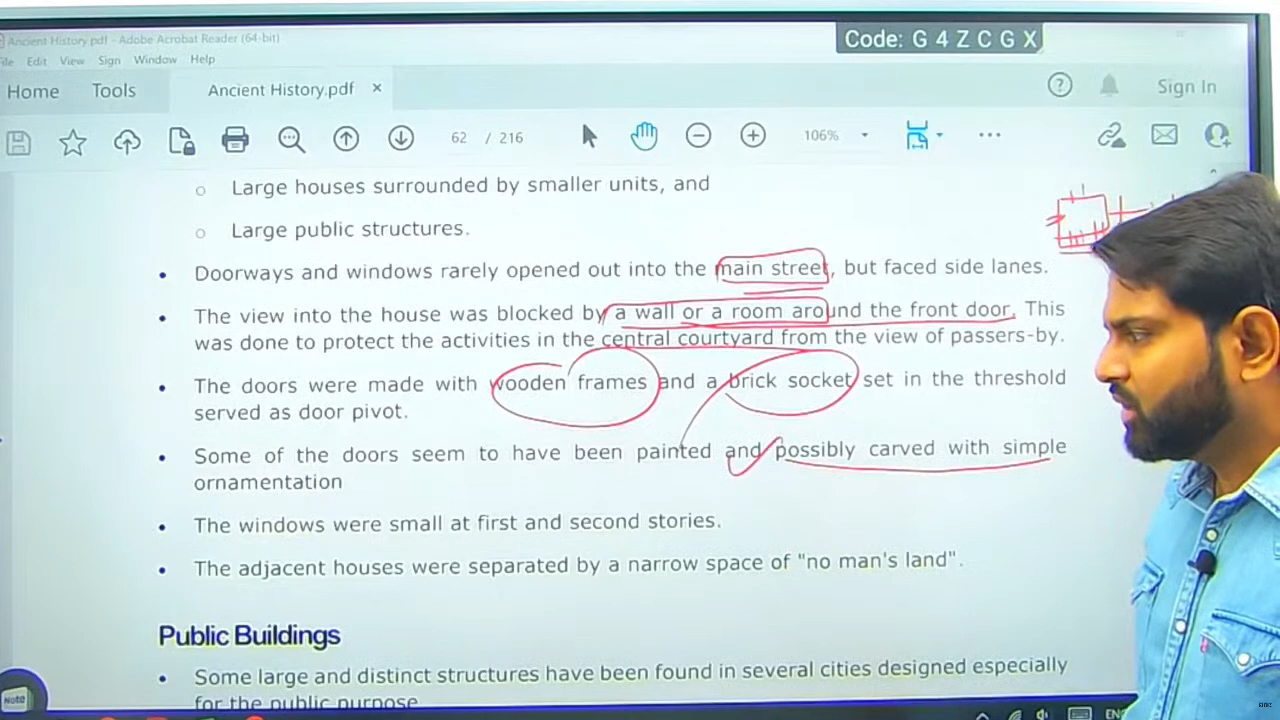 Ancient History.pdf - Adobe Acrobat Reader (64-bit)
Code: G 4 Z C G X
File Edit View Sign Window Help
Home Tools Ancient History.pdf × Sign In
62 / 216 106%
Large houses surrounded by smaller units, and
Large public structures.
Doorways and windows rarely opened out into the main street, but faced side lanes.
The view into the house was blocked by a wall or a room around the front door. This
was done to protect the activities in the central courtyard from the view of passers-by.
The doors were made with wooden frames and a brick socket set in the threshold
served as door pivot.
Some of the doors seem to have been painted and possibly carved with simple
ornamentation
The windows were small at first and second stories.
The adjacent houses were separated by a narrow space of "no man's land".
Public Buildings
Some large and distinct structures have been found in several cities designed especially
for the public purpose
Note
ENG